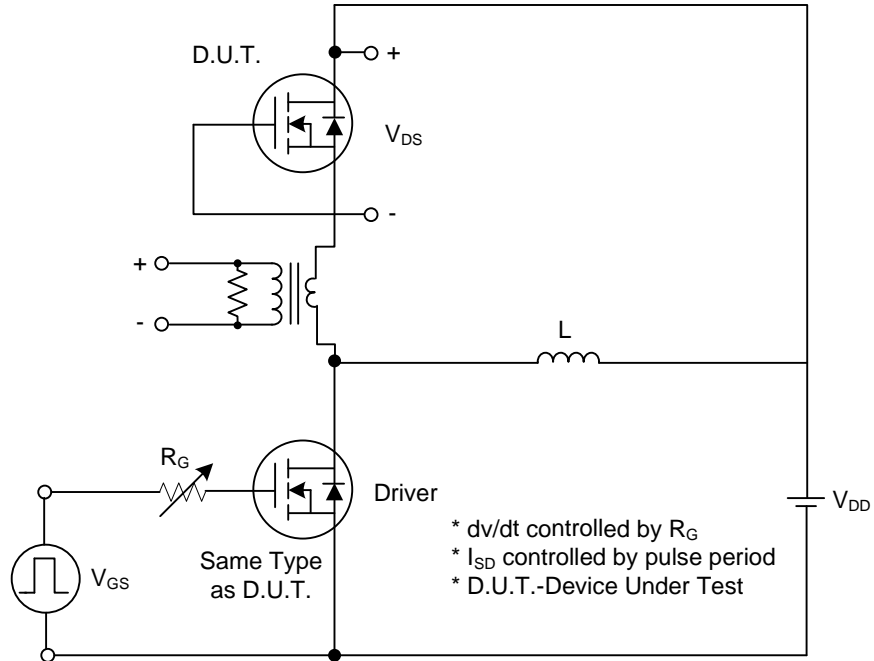 D.U.T.
+
V_DS
-
+
-
L
R_G
Driver
V_DD
V_GS
Same Type
as D.U.T.
* dv/dt controlled by R_G
* I_SD controlled by pulse period
* D.U.T.-Device Under Test